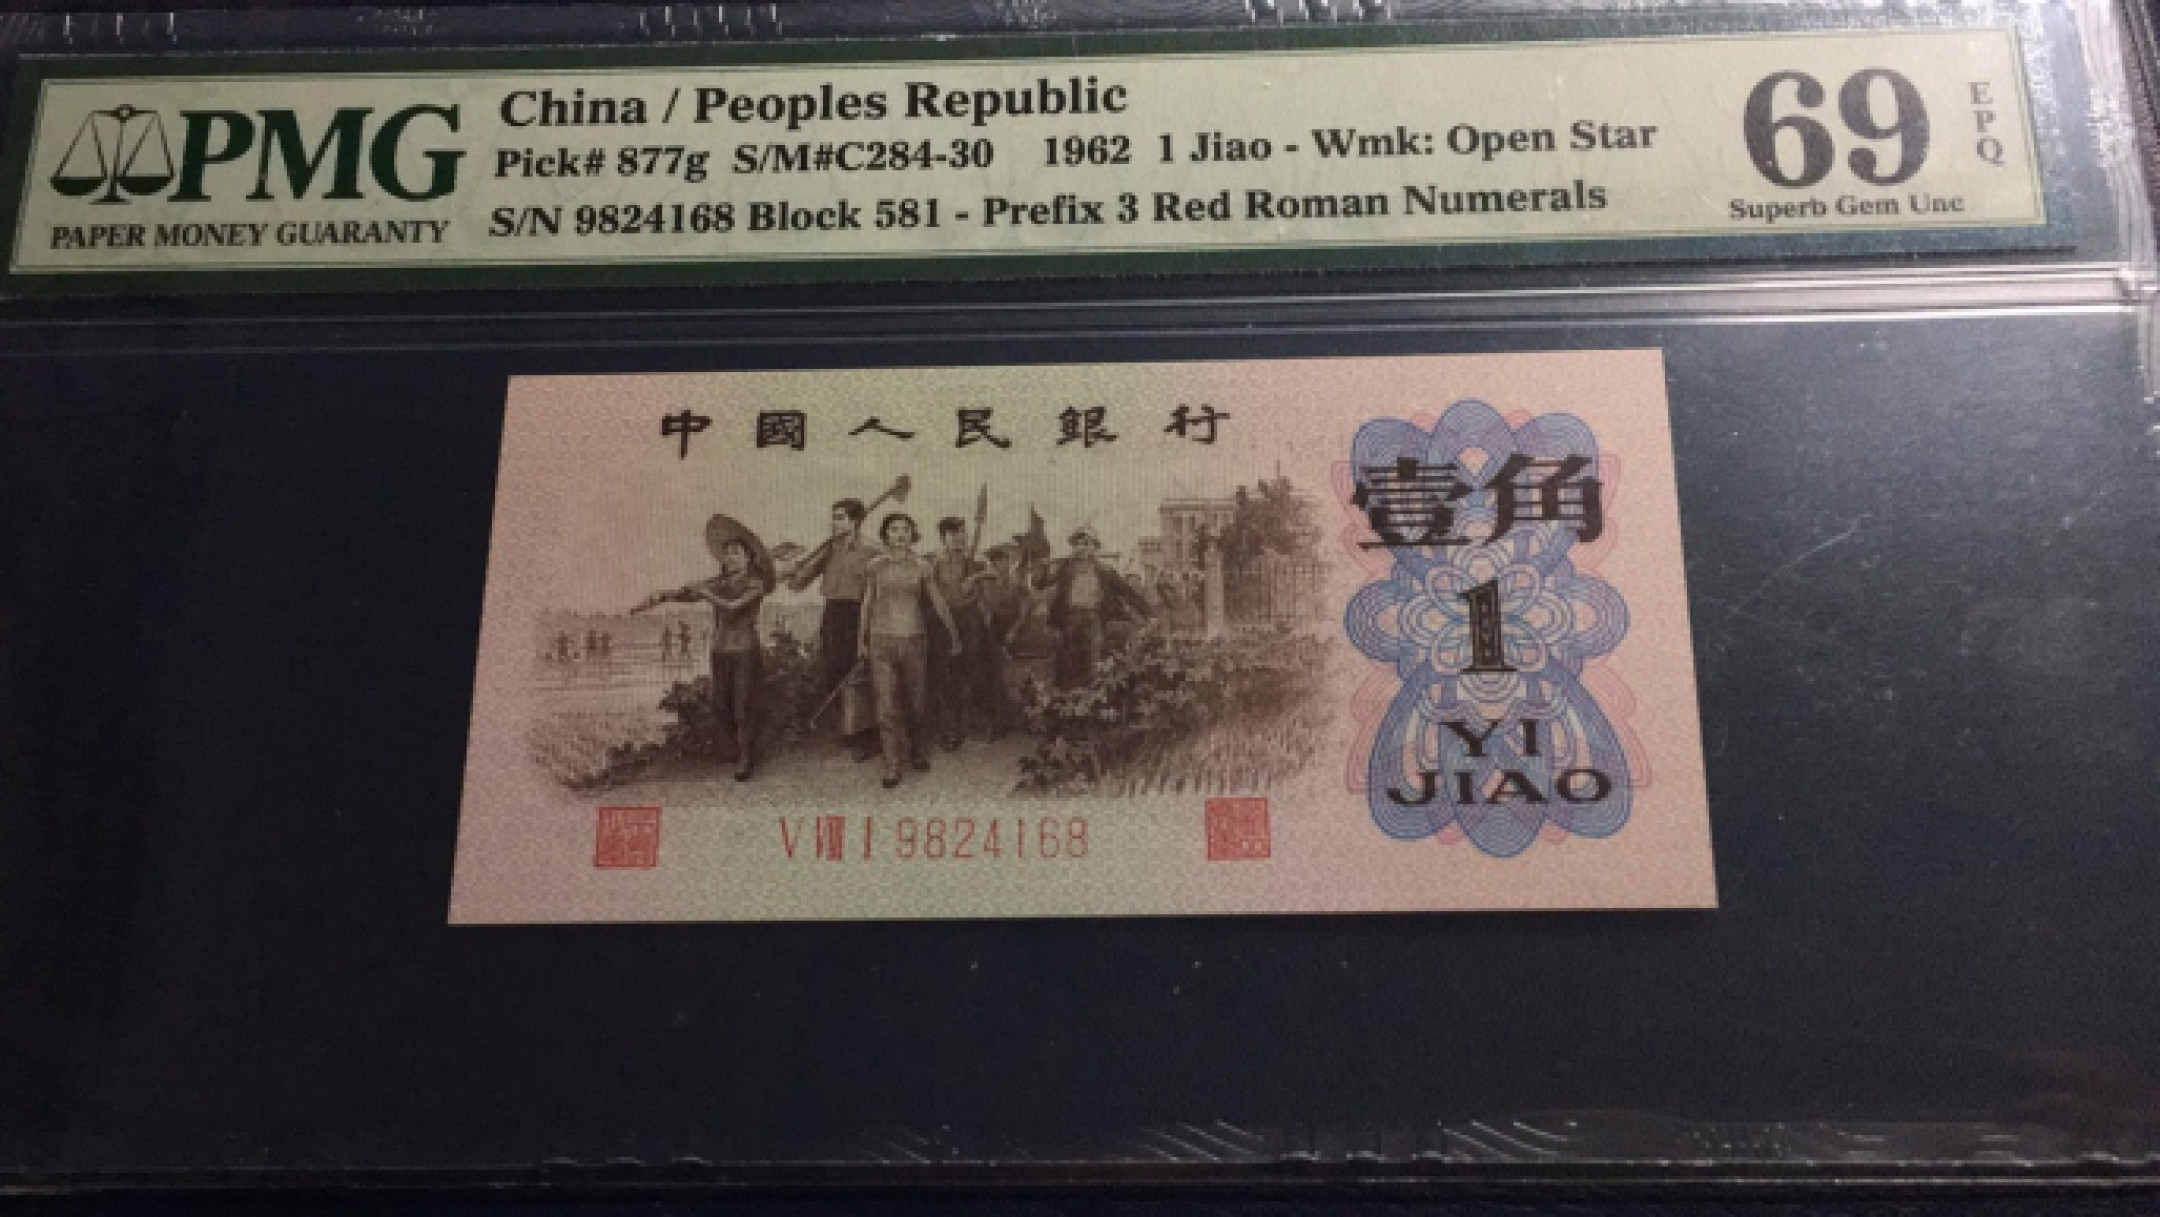 PMG
PAPER MONEY GUARANTY
China / Peoples Republic
Pick# 877g S/M#C284-30 1962 1 Jiao - Wmk: Open Star
S/N 9824168 Block 581 - Prefix 3 Red Roman Numerals
69
EPQ
Superb Gem Unc
中國人民銀行
壹角
1
YI
JIAO
V VIII I 9824168